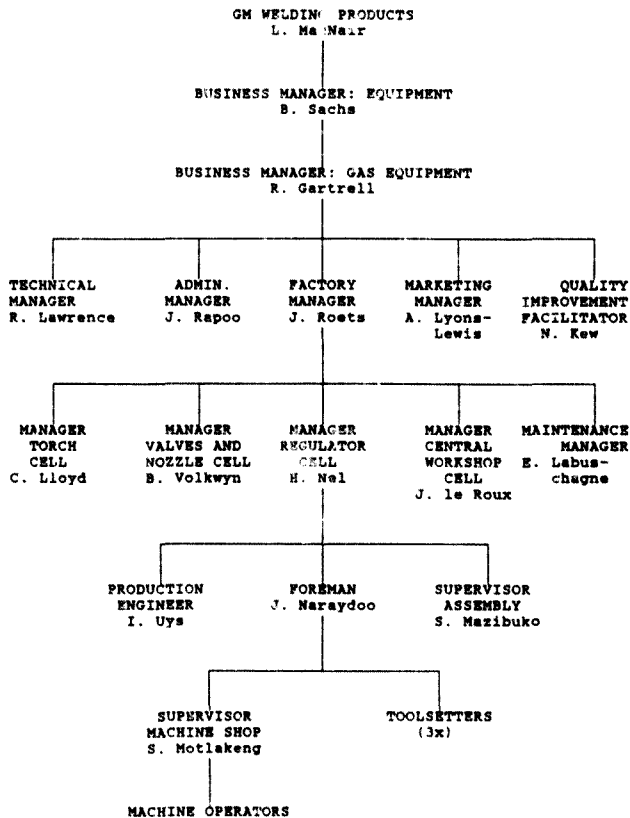 GM WELDING PRODUCTS
L. MacNair
BUSINESS MANAGER: EQUIPMENT
B. Sachs
BUSINESS MANAGER: GAS EQUIPMENT
R. Gartrell
TECHNICAL
MANAGER
R. Lawrence
ADMIN.
MANAGER
J. Rapoo
FACTORY
MANAGER
J. Roets
MARKETING
MANAGER
A. Lyons-
Lewis
QUALITY
IMPROVEMENT
FACILITATOR
N. Kew
MANAGER
TORCH
CELL
C. Lloyd
MANAGER
VALVES AND
NOZZLE CELL
B. Volkwyn
MANAGER
REGULATOR
CELL
H. Nel
MANAGER
CENTRAL
WORKSHOP
CELL
J. le Roux
MAINTENANCE
MANAGER
E. Labus-
chagne
PRODUCTION
ENGINEER
I. Uys
FOREMAN
J. Naraydoo
SUPERVISOR
ASSEMBLY
S. Mazibuko
SUPERVISOR
MACHINE SHOP
S. Motlakeng
TOOLSETTERS
(3x)
MACHINE OPERATORS